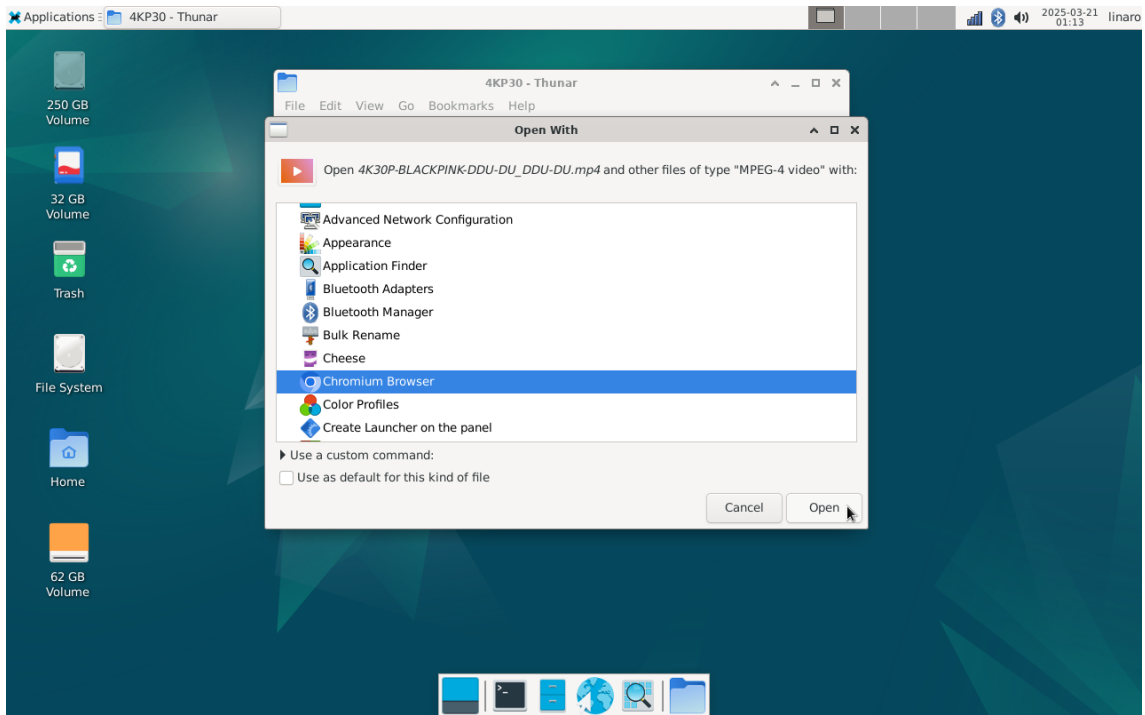 Applications
4KP30 - Thunar
2025-03-21
01:13
linaro
250 GB
Volume
32 GB
Volume
Trash
File System
Home
62 GB
Volume
4KP30 - Thunar
File Edit View Go Bookmarks Help
Open With
Open 4K30P-BLACKPINK-DDU-DU_DDU-DU.mp4 and other files of type "MPEG-4 video" with:
Advanced Network Configuration
Appearance
Application Finder
Bluetooth Adapters
Bluetooth Manager
Bulk Rename
Cheese
Chromium Browser
Color Profiles
Create Launcher on the panel
Use a custom command:
Use as default for this kind of file
Cancel Open